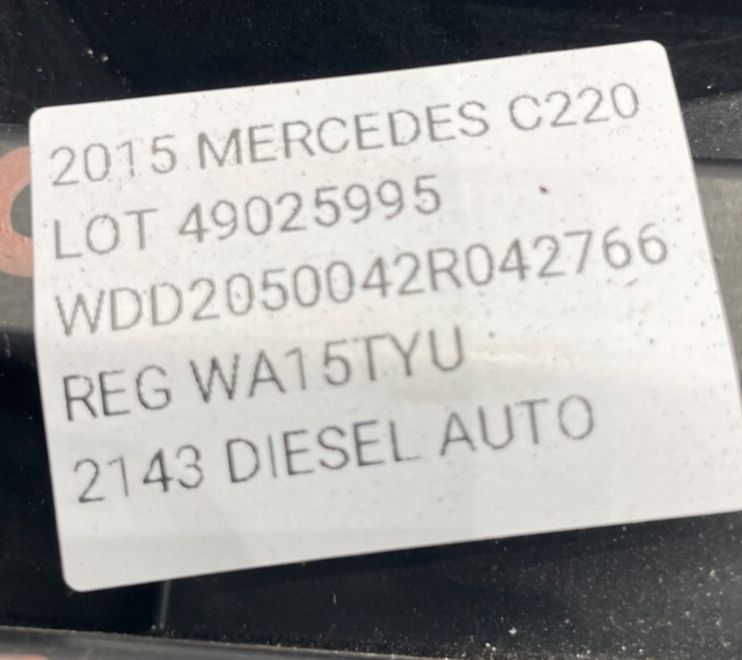 2015 MERCEDES C220
LOT 49025995
WDD2050042R042766
REG WA15TYU
2143 DIESEL AUTO